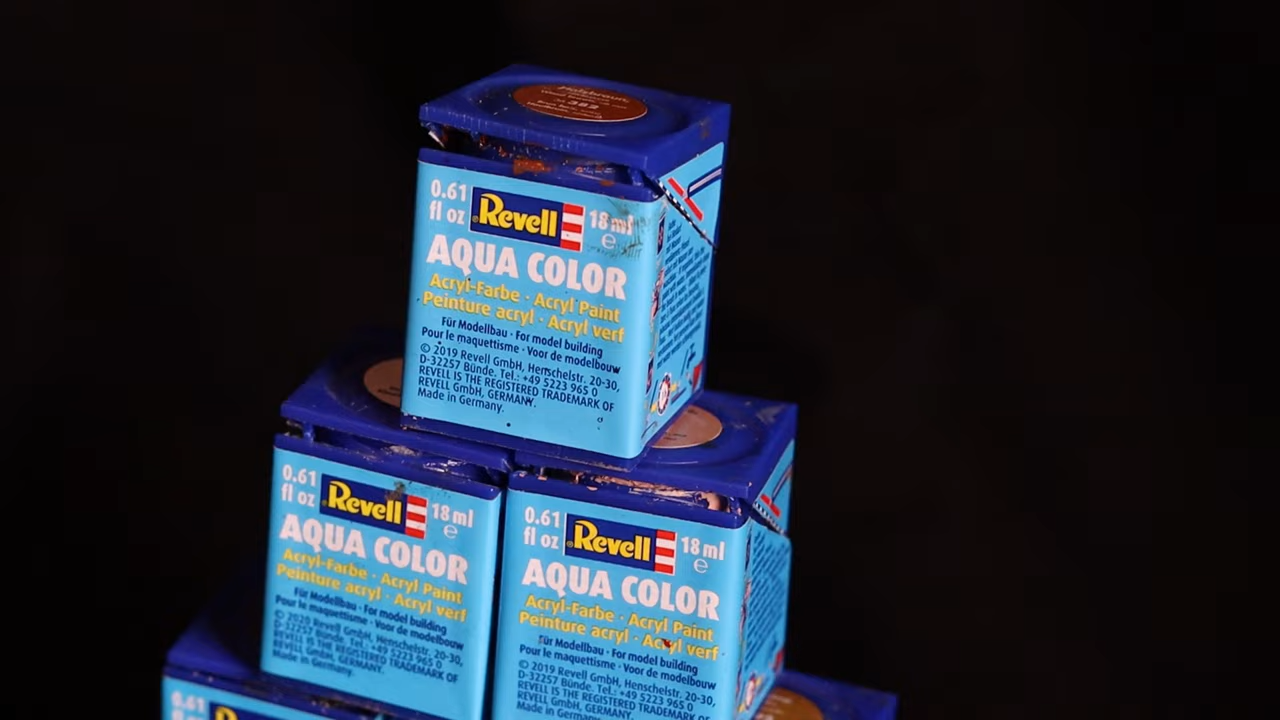 382
0.61
fl oz
Revell
18 ml
e
AQUA COLOR
Acryl-Farbe · Acryl Paint
Peinture acryl · Acryl verf
Für Modellbau · For model building
Pour le maquettisme · Voor de modelbouw
© 2019 Revell GmbH, Henschelstr. 20-30,
D-32257 Bünde. Tel.: +49 5223 965 0
REVELL IS THE REGISTERED TRADEMARK OF
REVELL GmbH, GERMANY.
Made in Germany.
0.61
fl oz
Revell
18 ml
e
AQUA COLOR
Acryl-Farbe · Acryl Paint
Peinture acryl · Acryl verf
Für Modellbau · For model building
Pour le maquettisme · Voor de modelbouw
© 2020 Revell GmbH, Henschelstr. 20-30,
D-32257 Bünde. Tel.: +49 5223 965 0
REVELL IS THE REGISTERED TRADEMARK OF
REVELL GmbH, GERMANY.
Made in Germany.
0.61
fl oz
Revell
18 ml
e
AQUA COLOR
Acryl-Farbe · Acryl Paint
Peinture acryl · Acryl verf
Für Modellbau · For model building
Pour le maquettisme · Voor de modelbouw
© 2019 Revell GmbH, Henschelstr. 20-30,
D-32257 Bünde. Tel.: +49 5223 965 0
REVELL IS THE REGISTERED TRADEMARK OF
REVELL GmbH, GERMANY.
Made in Germany.
0.61
Revell